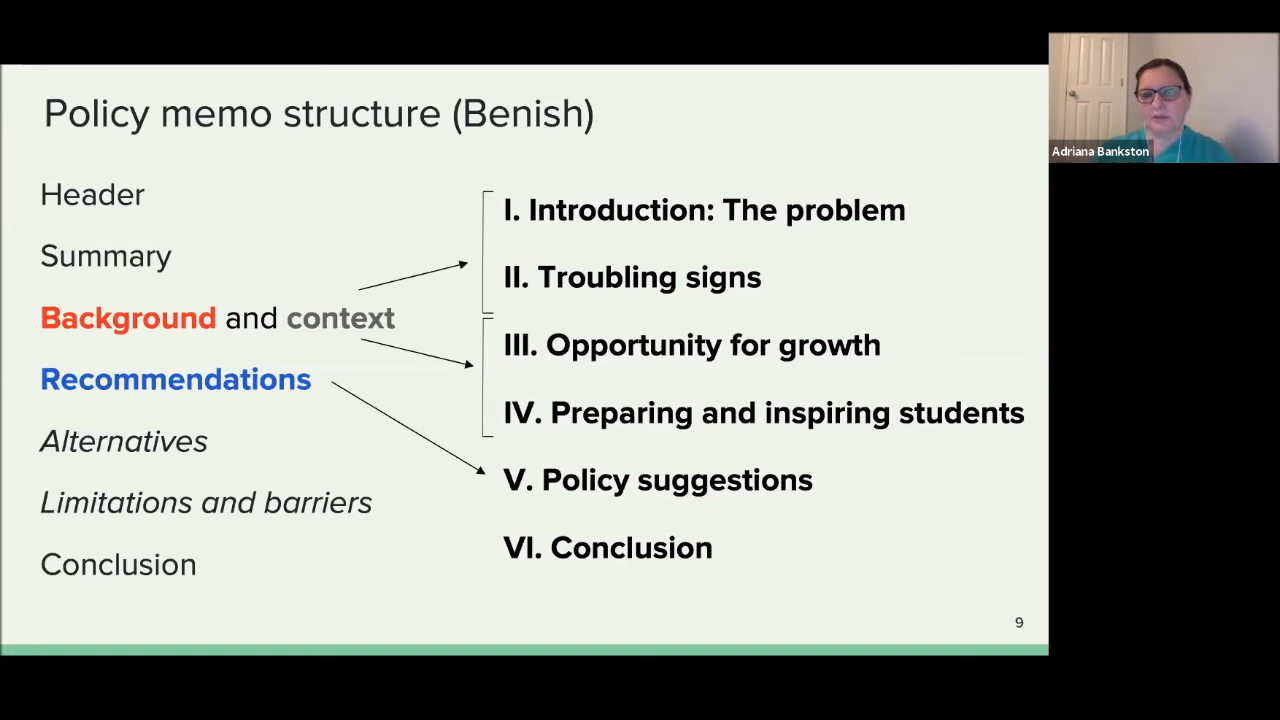 Policy memo structure (Benish)
Header
Summary
Background and context
Recommendations
Alternatives
Limitations and barriers
Conclusion
I. Introduction: The problem
II. Troubling signs
III. Opportunity for growth
IV. Preparing and inspiring students
V. Policy suggestions
VI. Conclusion
9
Adriana Bankston